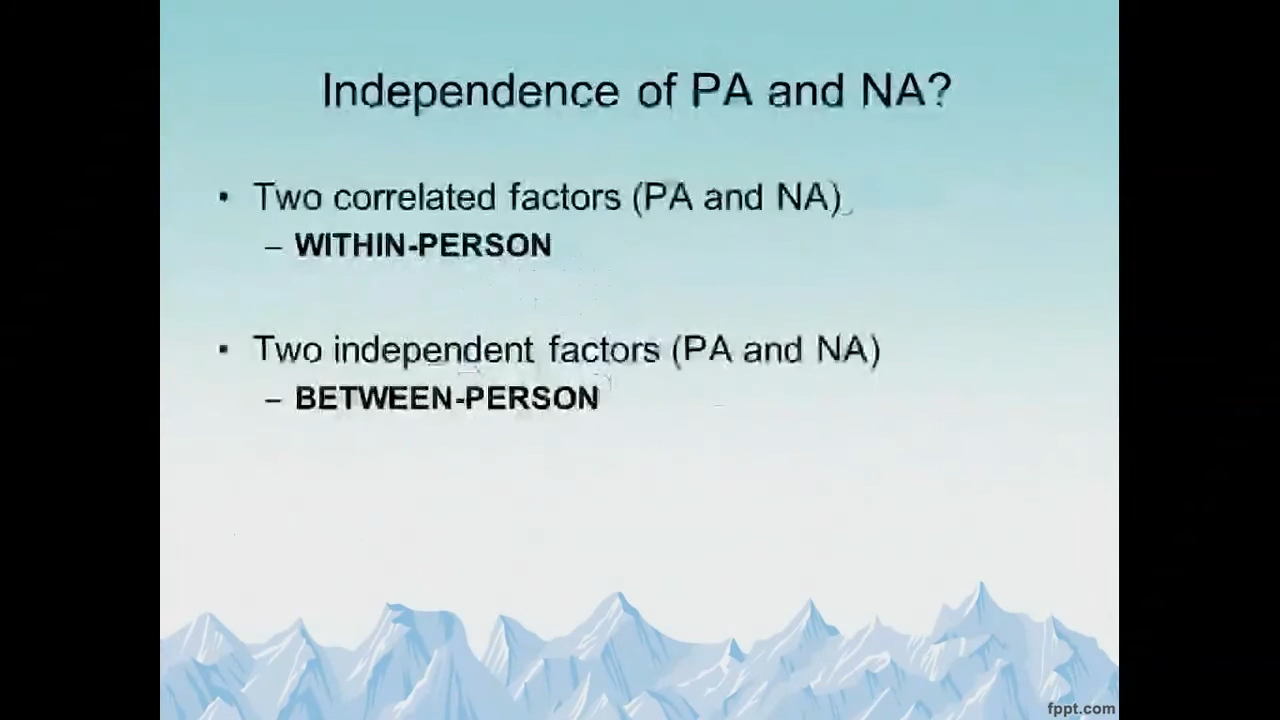 Independence of PA and NA?
• Two correlated factors (PA and NA)
– WITHIN-PERSON
• Two independent factors (PA and NA)
– BETWEEN-PERSON
fppt.com